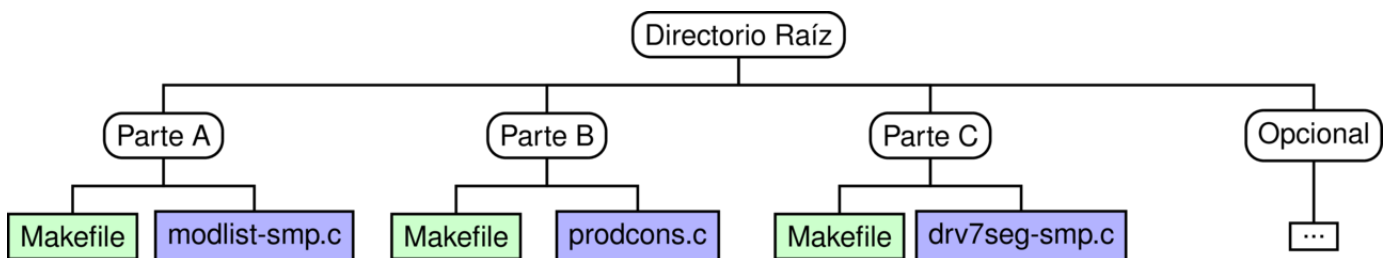 Directorio Raíz
Parte A
Parte B
Parte C
Opcional
Makefile
modlist-smp.c
Makefile
prodcons.c
Makefile
drv7seg-smp.c
...